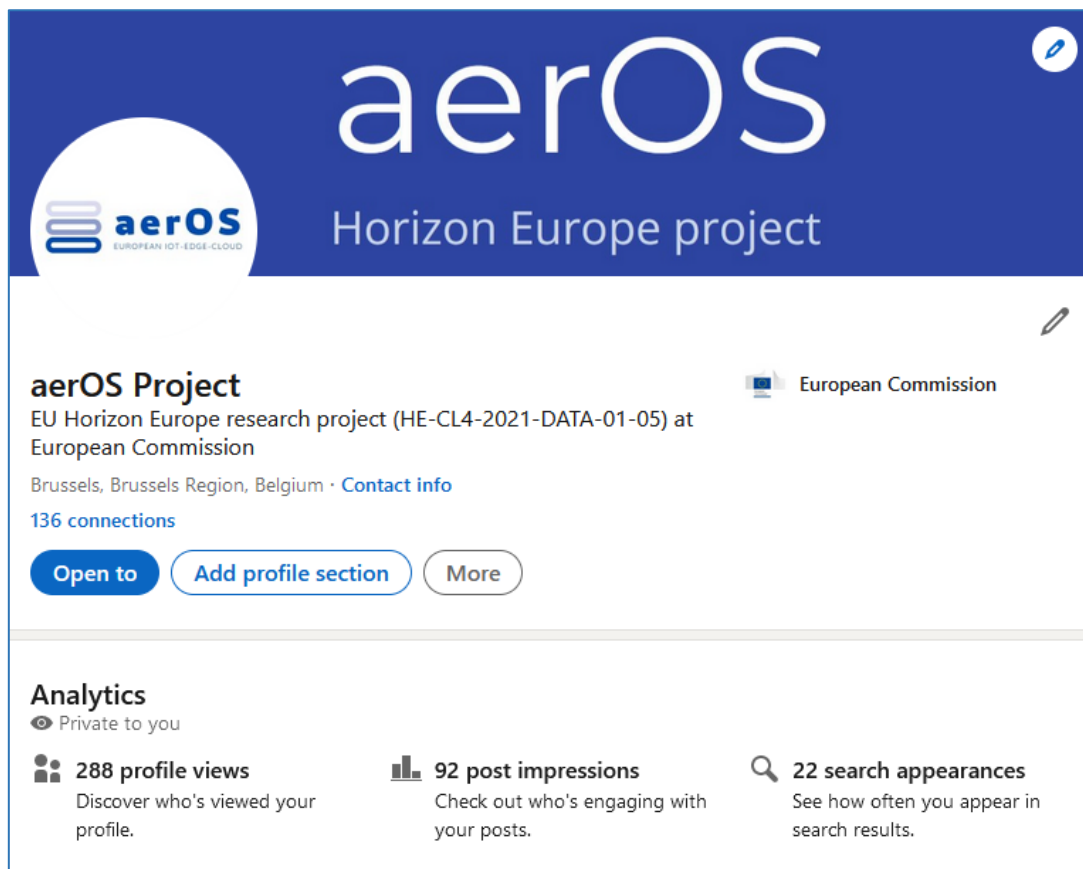 aerOS
Horizon Europe project
aerOS
EUROPEAN IOT-EDGE-CLOUD
aerOS Project
EU Horizon Europe research project (HE-CL4-2021-DATA-01-05) at
European Commission
European Commission
Brussels, Brussels Region, Belgium · Contact info
136 connections
Open to
Add profile section
More
Analytics
Private to you
288 profile views
Discover who's viewed your
profile.
92 post impressions
Check out who's engaging with
your posts.
22 search appearances
See how often you appear in
search results.